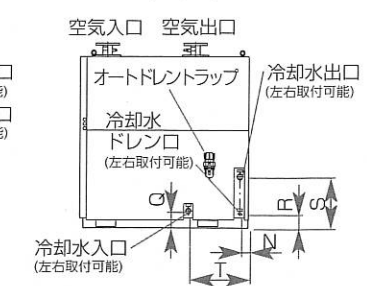 空気入口 空気出口
口
能)
口
能)
オートドレントラップ
冷却水出口
(左右取付可能)
冷却水
ドレン口
(左右取付可能)
Q
R
S
冷却水入口
(左右取付可能)
T
N